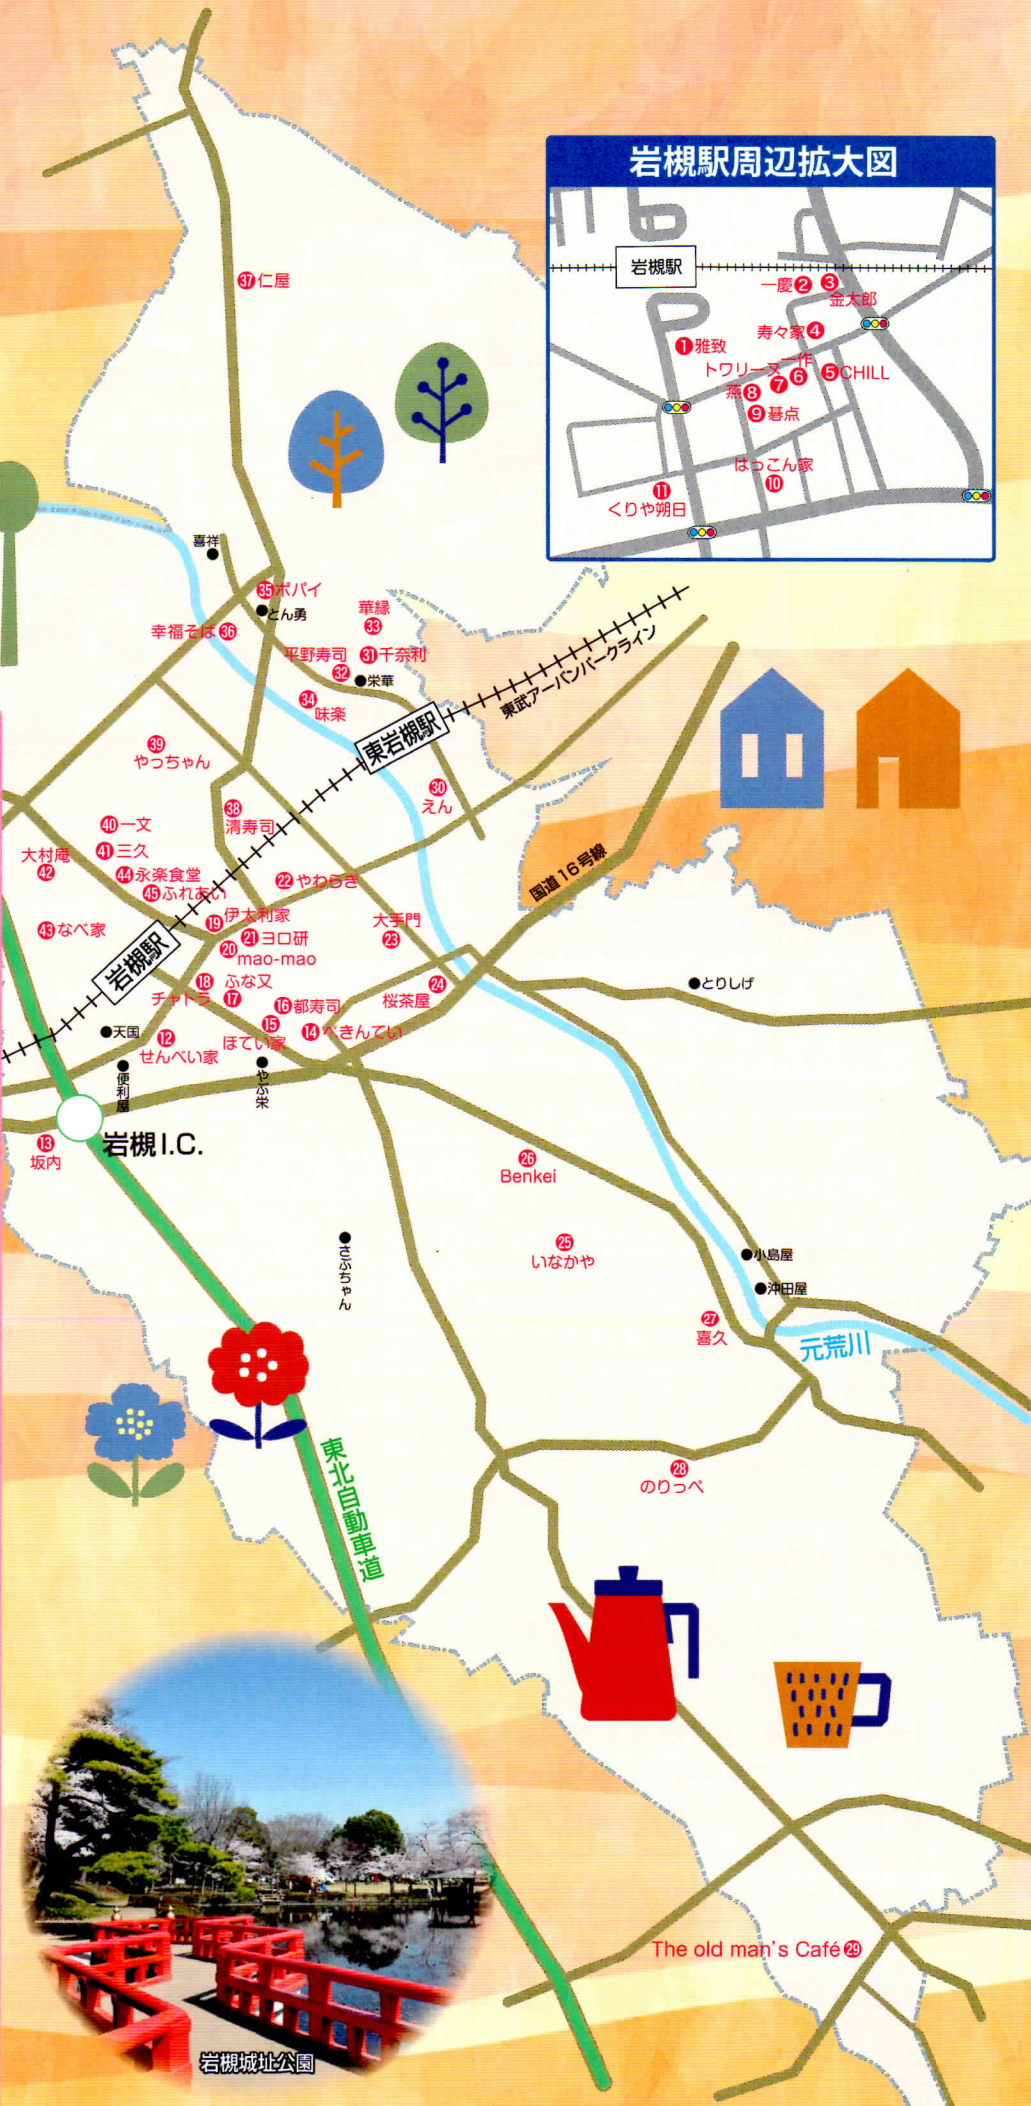 岩槻駅周辺拡大図
岩槻駅
一慶②
③
金太郎
寿々家④
①雅致
一作
トワリーヌ
⑦
⑥
⑤CHILL
燕⑧
⑨碁点
はっこん家
⑩
⑪
くりや朔日
㊲仁屋
喜祥
㉟ポパイ
とん勇
華縁
㉝
幸福そば㊱
平野寿司
㉜
㉛千奈利
栄華
㉞
味楽
東武アーバンパークライン
東岩槻駅
㊴
やっちゃん
㉚
えん
㊳
清寿司
㊵一文
㊶三久
大村庵
㊷
㊹永楽食堂
㊺ふれあい
㉒やわらぎ
国道16号線
㊸なべ家
⑲伊太利家
㉑ヨロ研
⑳
mao-mao
大手門
㉓
岩槻駅
⑱
チャトラ
ふな又
⑰
㉔
桜茶屋
とりしげ
⑯都寿司
⑮
ほてい家
⑭ぺきんてい
天国
⑫
せんべい家
便利屋
やぶ栄
⑬
坂内
岩槻I.C.
㉖
Benkei
さぶちゃん
㉕
いなかや
小島屋
沖田屋
㉗
喜久
元荒川
東北自動車道
㉘
のりっぺ
The old man's Café㉙
岩槻城址公園